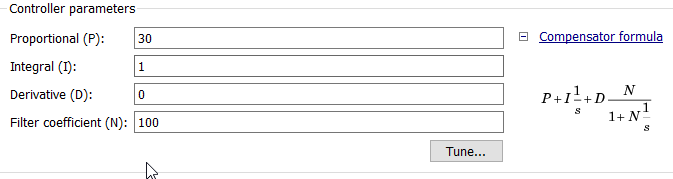 Controller parameters
Proportional (P): 30
Compensator formula
Integral (I): 1
Derivative (D): 0
Filter coefficient (N): 100
P + I 1/s + D N/(1 + N 1/s)
Tune...